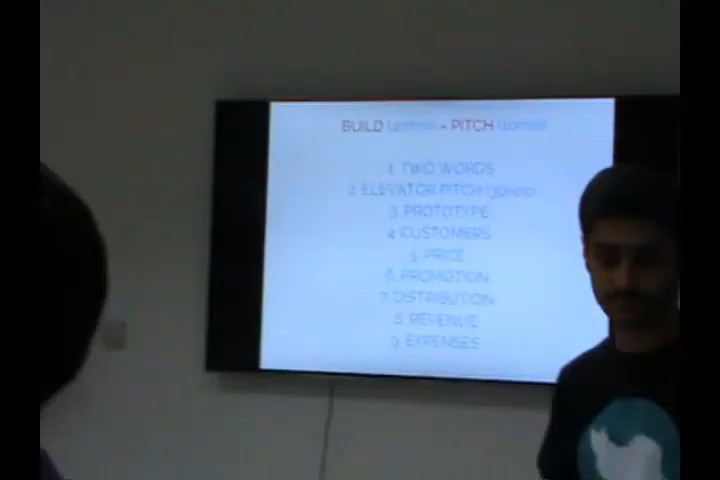 BUILD - PITCH
1. TWO WORDS
2. ELEVATOR PITCH
3. PROTOTYPE
4. CUSTOMERS
5. PRICE
6. PROMOTION
7. DISTRIBUTION
8. REVENUE
9. EXPENSES